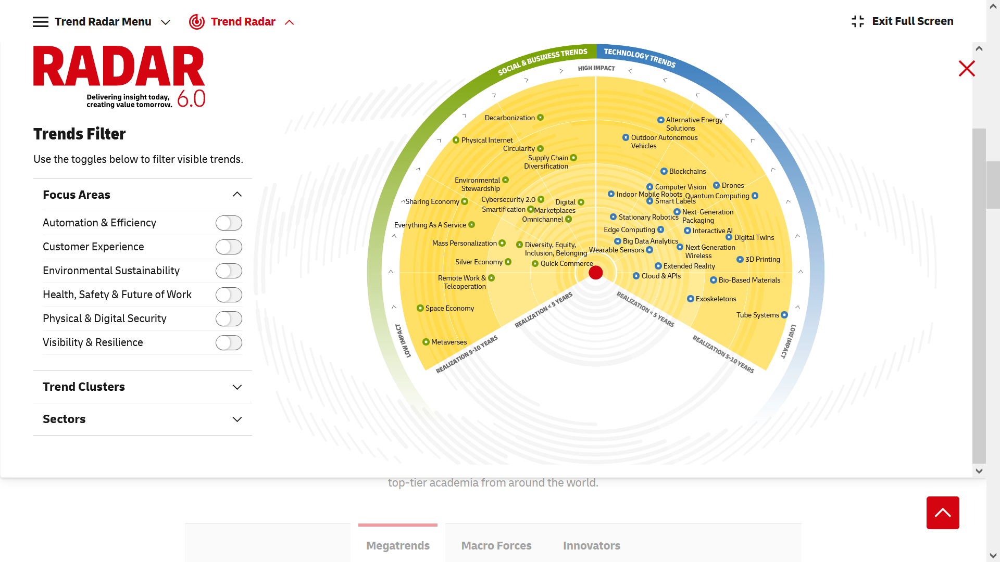 Trend Radar Menu
Trend Radar
Exit Full Screen
RADAR
Delivering insight today,
creating value tomorrow.
6.0
Trends Filter
Use the toggles below to filter visible trends.
Focus Areas
Automation & Efficiency
Customer Experience
Environmental Sustainability
Health, Safety & Future of Work
Physical & Digital Security
Visibility & Resilience
Trend Clusters
Sectors
SOCIAL & BUSINESS TRENDS
TECHNOLOGY TRENDS
HIGH IMPACT
Decarbonization
Physical Internet
Circularity
Supply Chain
Diversification
Environmental
Stewardship
Sharing Economy
Cybersecurity 2.0
Smartification
Digital
Marketplaces
Omnichannel
Everything As A Service
Mass Personalization
Diversity, Equity,
Inclusion, Belonging
Silver Economy
Quick Commerce
Remote Work &
Teleoperation
Space Economy
Metaverses
Alternative Energy
Solutions
Outdoor Autonomous
Vehicles
Blockchains
Computer Vision
Drones
Indoor Mobile Robots
Quantum Computing
Smart Labels
Next-Generation
Packaging
Stationary Robotics
Edge Computing
Interactive AI
Digital Twins
Big Data Analytics
Wearable Sensors
Next Generation
Wireless
3D Printing
Extended Reality
Cloud & APIs
Bio-Based Materials
Exoskeletons
Tube Systems
LOW IMPACT
REALIZATION 5-10 YEARS
REALIZATION < 5 YEARS
REALIZATION < 5 YEARS
REALIZATION 5-10 YEARS
LOW IMPACT
top-tier academia from around the world.
Megatrends
Macro Forces
Innovators